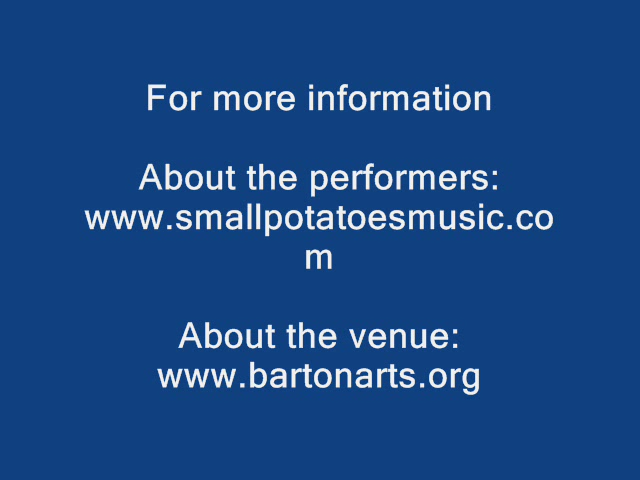 For more information
About the performers:
www.smallpotatoesmusic.co
m
About the venue:
www.bartonarts.org